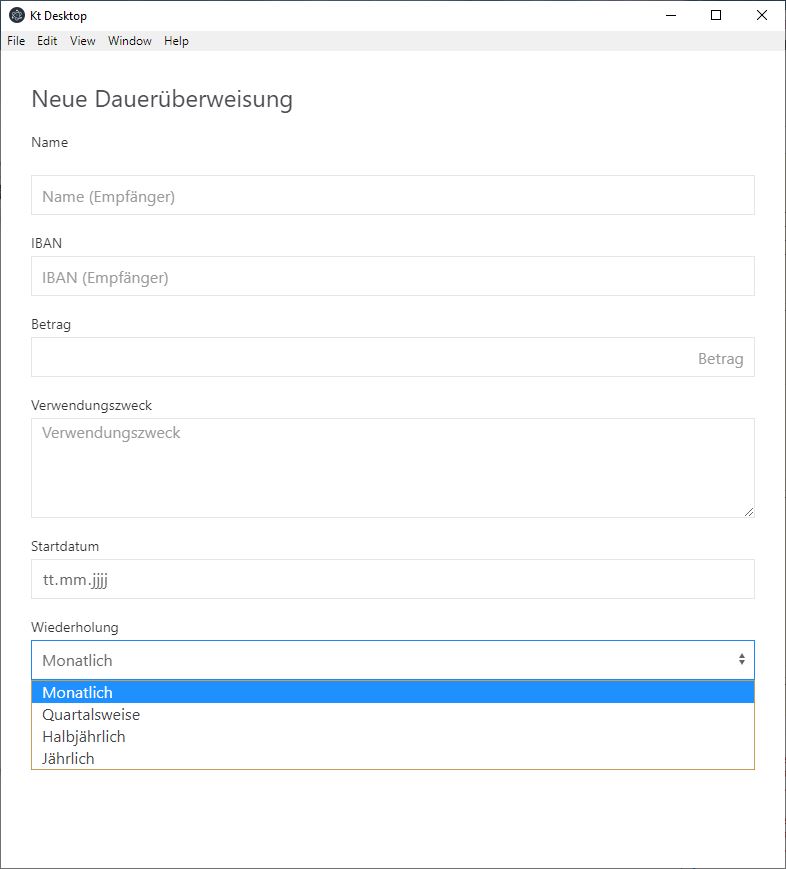 Kt Desktop
File Edit View Window Help
Neue Dauerüberweisung
Name
Name (Empfänger)
IBAN
IBAN (Empfänger)
Betrag
Betrag
Verwendungszweck
Verwendungszweck
Startdatum
tt.mm.jjjj
Wiederholung
Monatlich
Monatlich
Quartalsweise
Halbjährlich
Jährlich